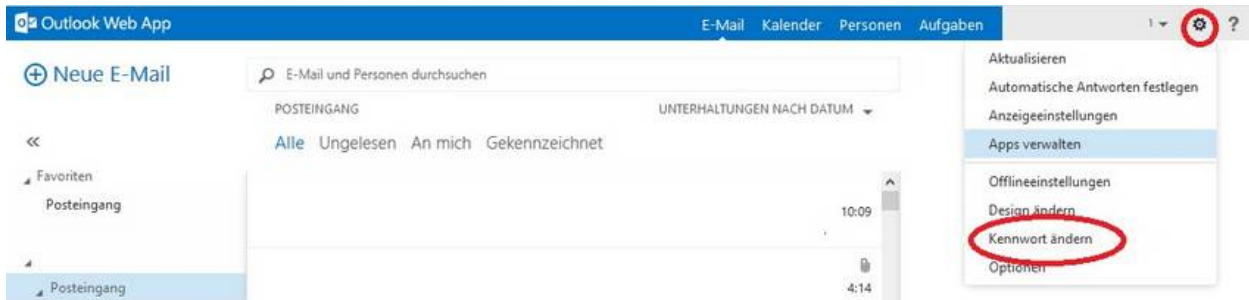 Outlook Web App
E-Mail Kalender Personen Aufgaben
1
?
Neue E-Mail
E-Mail und Personen durchsuchen
POSTEINGANG
UNTERHALTUNGEN NACH DATUM
Alle Ungelesen An mich Gekennzeichnet
Favoriten
Posteingang
10:09
Posteingang
4:14
Aktualisieren
Automatische Antworten festlegen
Anzeigeeinstellungen
Apps verwalten
Offlineeinstellungen
Design ändern
Kennwort ändern
Optionen